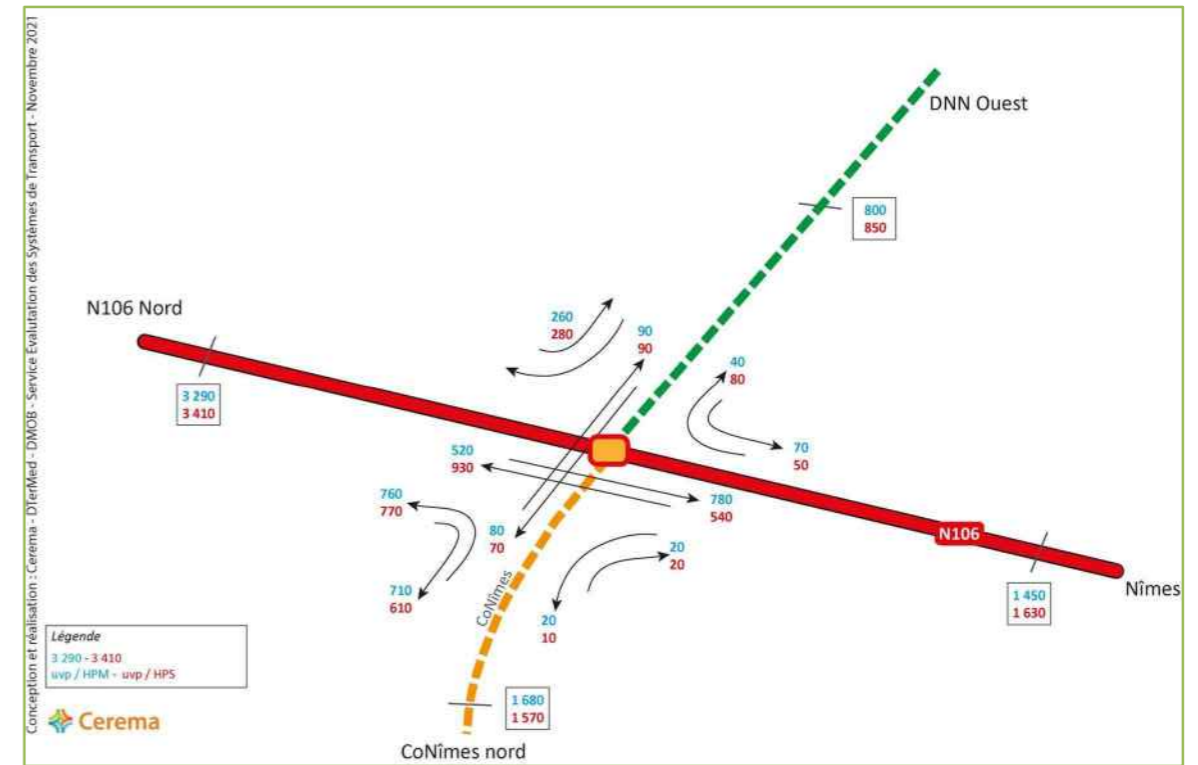 Conception et réalisation : Cerema - DTerMed - DMOB - Service Évalutation des Systèmes de Transport - Novembre 2021
DNN Ouest
800
850
N106 Nord
3 290
3 410
260
280
90
90
40
80
70
50
520
930
780
540
760
770
80
70
710
610
20
20
20
10
N106
Nîmes
1 450
1 630
CoNîmes
Légende
3 290 - 3 410
uvp / HPM - uvp / HPS
Cerema
1 680
1 570
CoNîmes nord